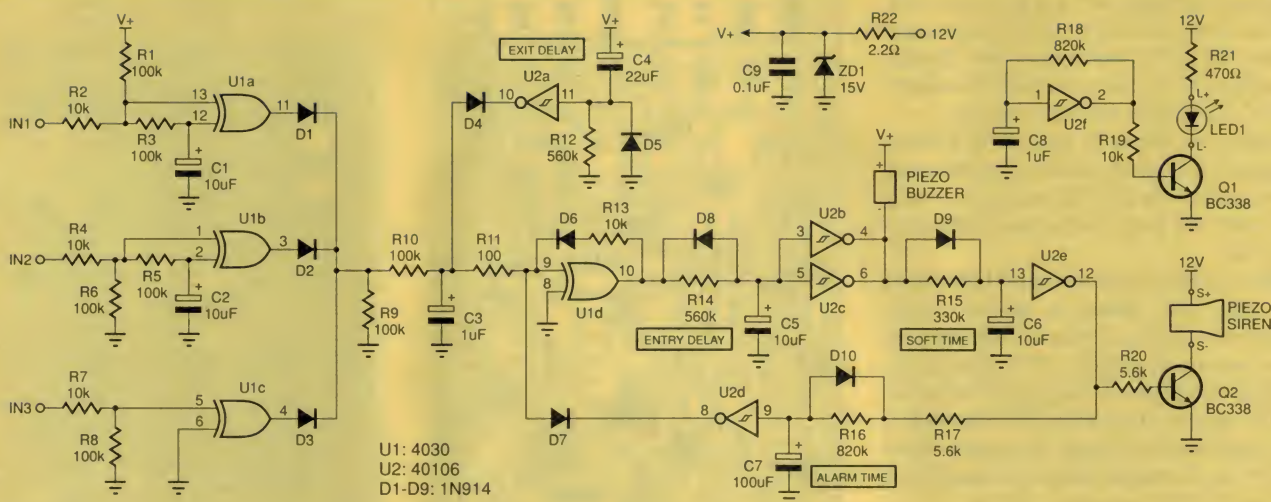 V+
R1
100k
R2
10k
IN1
13
12
U1a
11
D1
R3
100k
+
C1
10uF
R4
10k
IN2
1
2
U1b
3
D2
R5
100k
R6
100k
+
C2
10uF
R7
10k
IN3
5
6
U1c
4
D3
R8
100k
EXIT DELAY
V+
+
C4
22uF
U2a
10
11
D4
R12
560k
D5
R10
100k
R9
100k
+
C3
1uF
R11
100
D6
R13
10k
9
8
10
U1d
D8
R14
560k
ENTRY DELAY
+
C5
10uF
U2b
3
4
5
6
U2c
V+
+
-
PIEZO
BUZZER
D9
R15
330k
SOFT TIME
+
C6
10uF
U2e
13
12
D7
U2d
8
9
+
C7
100uF
D10
R16
820k
ALARM TIME
R17
5.6k
V+
R22
2.2Ω
12V
C9
0.1uF
ZD1
15V
R18
820k
1
2
U2f
+
C8
1uF
R19
10k
12V
R21
470Ω
L+
LED1
L-
Q1
BC338
12V
S+
PIEZO
SIREN
S-
R20
5.6k
Q2
BC338
U1: 4030
U2: 40106
D1-D9: 1N914